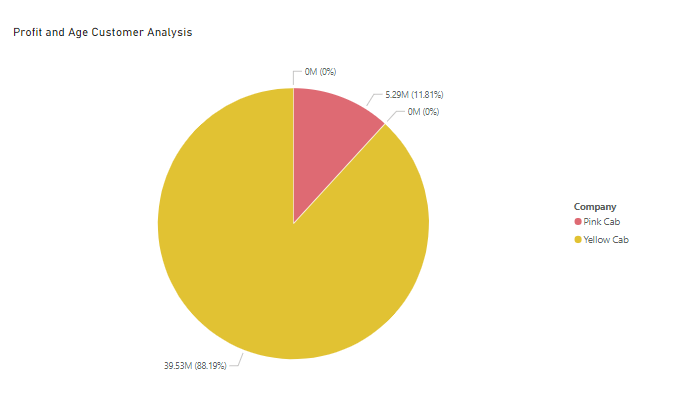 Profit and Age Customer Analysis
0M (0%)
5.29M (11.81%)
0M (0%)
39.53M (88.19%)
Company
Pink Cab
Yellow Cab